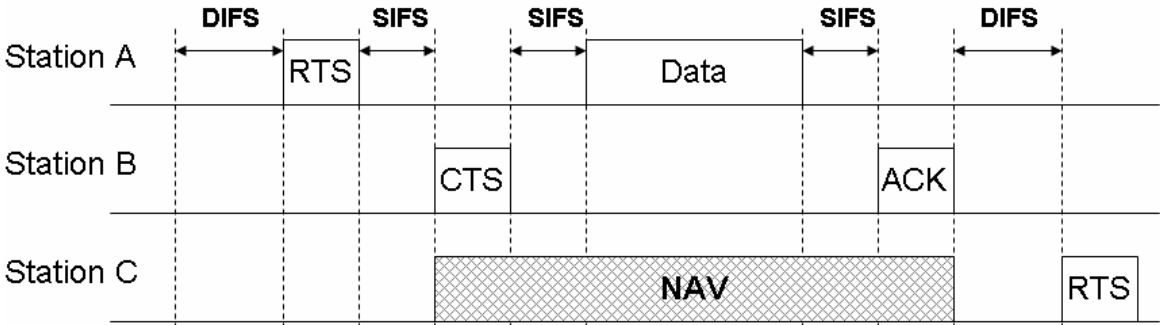 DIFS SIFS SIFS SIFS DIFS
Station A RTS Data
Station B CTS ACK
Station C NAV RTS